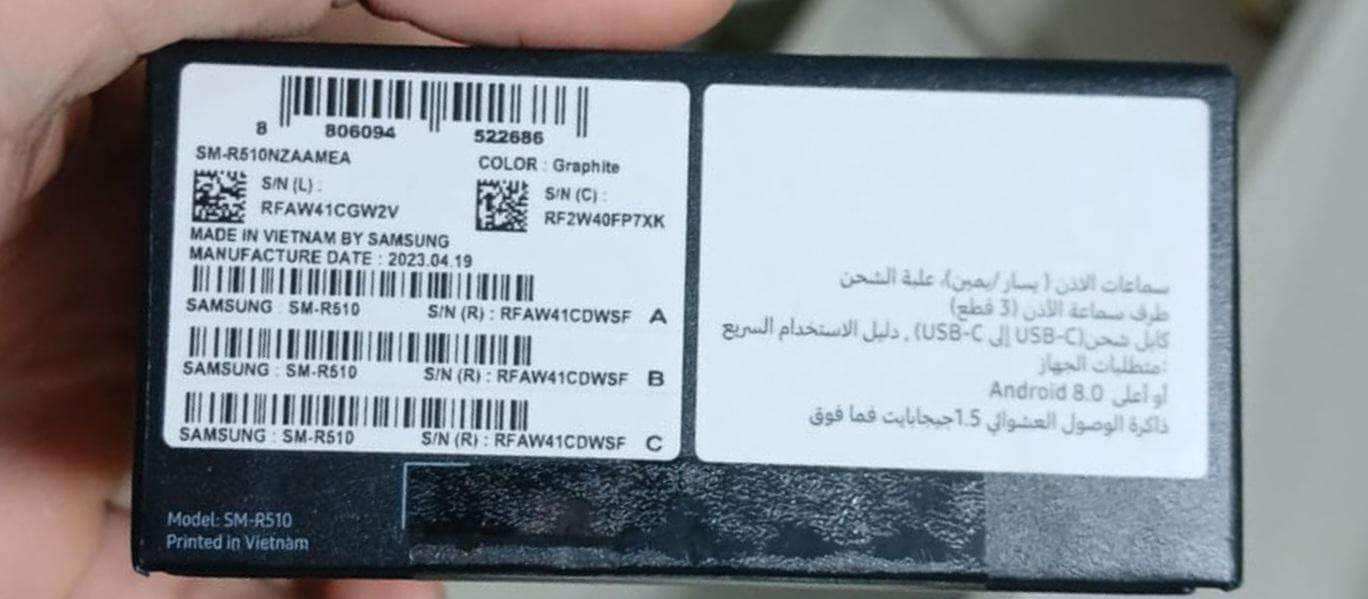 8 806094 522686
SM-R510NZAAMEA COLOR : Graphite
S/N (L) : S/N (C) :
RFAW41CGW2V RF2W40FP7XK
MADE IN VIETNAM BY SAMSUNG
MANUFACTURE DATE : 2023.04.19
SAMSUNG : SM-R510 S/N (R) : RFAW41CDWSF A
SAMSUNG : SM-R510 S/N (R) : RFAW41CDWSF B
SAMSUNG : SM-R510 S/N (R) : RFAW41CDWSF C
سماعات الاذن ( يسار /يمين)، علبة الشحن
طرف سماعة الأذن (3 قطع)
كابل شحن(USB-C إلى USB-C) , دليل الاستخدام السريع
:متطلبات الجهاز
أو أعلى Android 8.0
ذاكرة الوصول العشوائي 1.5جيجابايت فما فوق
Model: SM-R510
Printed in Vietnam